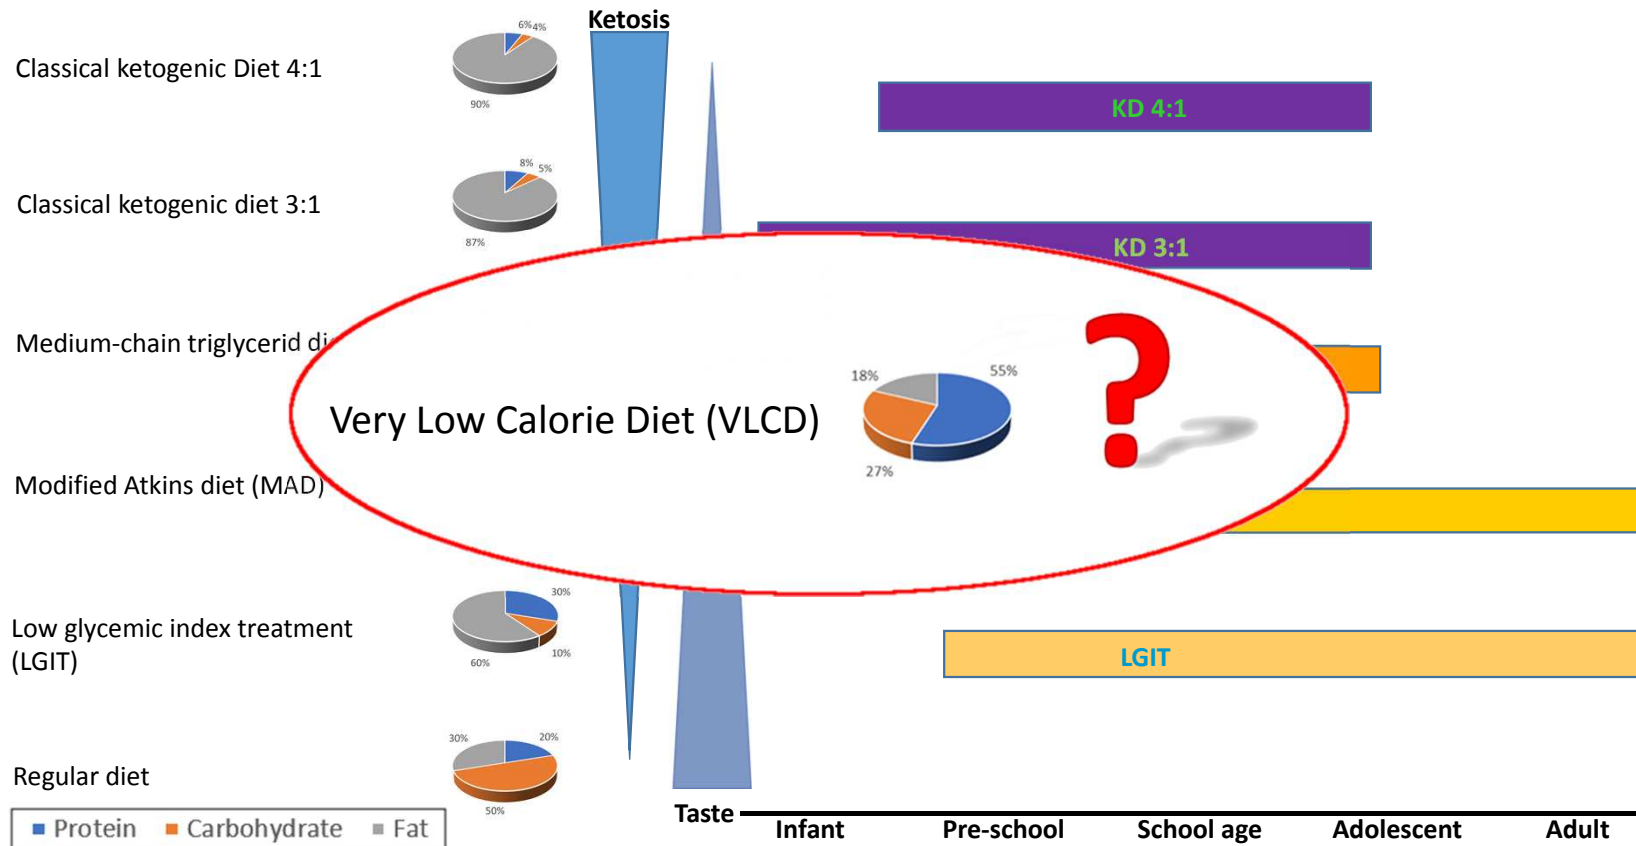 Ketosis
Classical ketogenic Diet 4:1
6%
4%
90%
KD 4:1
Classical ketogenic diet 3:1
8%
5%
87%
KD 3:1
Medium-chain triglycerid di
Very Low Calorie Diet (VLCD)
18%
55%
27%
?
Modified Atkins diet (MAD)
Low glycemic index treatment
(LGIT)
30%
10%
60%
LGIT
Regular diet
30%
20%
50%
Protein Carbohydrate Fat
Taste
Infant Pre-school School age Adolescent Adult